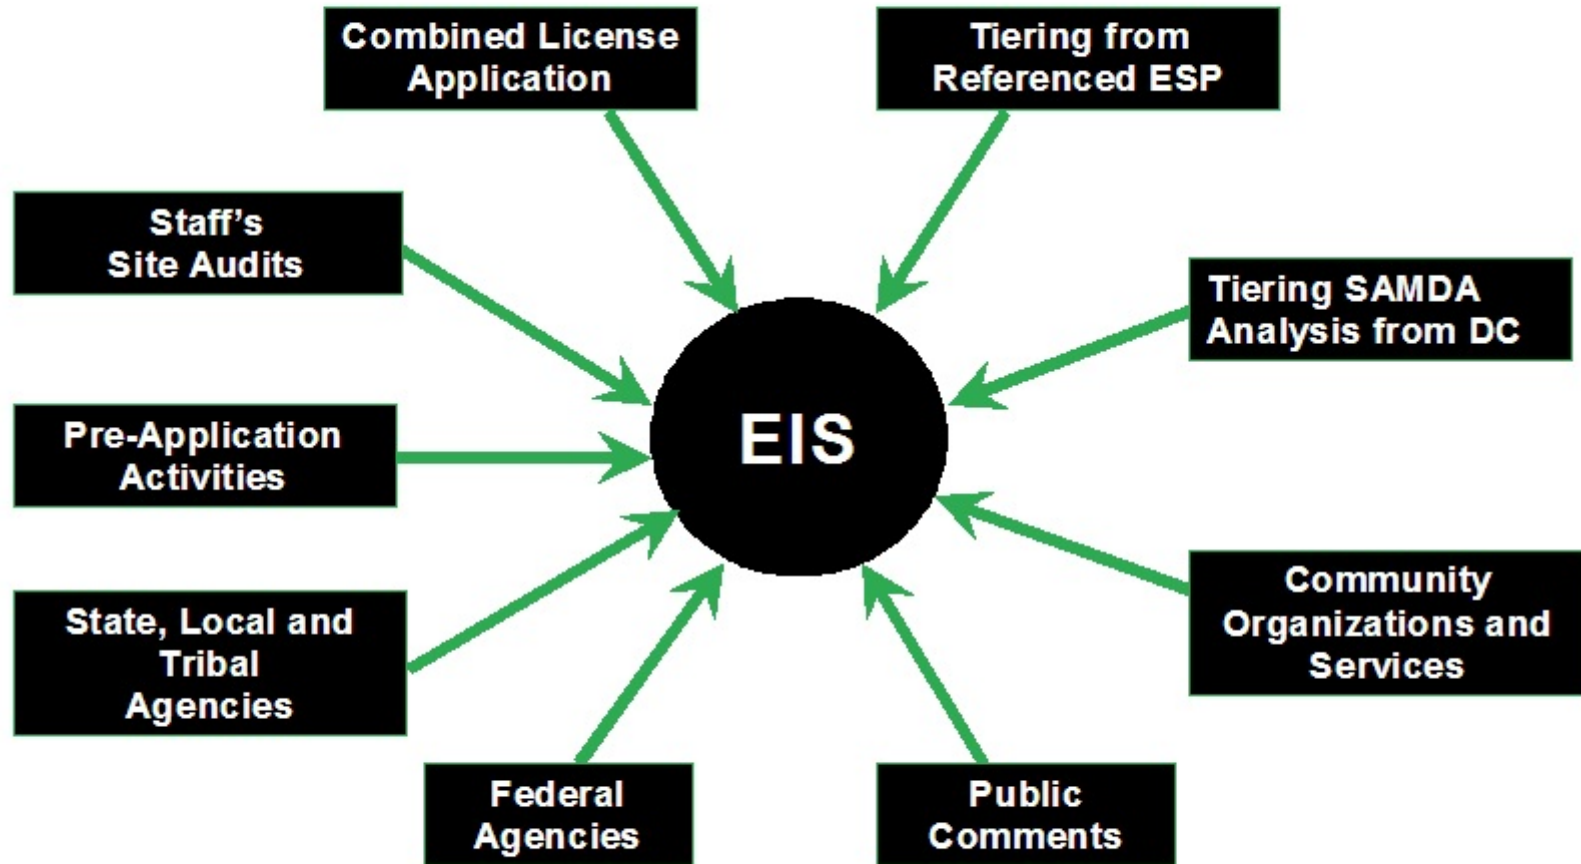 Combined License
Application
Tiering from
Referenced ESP
Staff’s
Site Audits
Tiering SAMDA
Analysis from DC
EIS
Pre-Application
Activities
State, Local and
Tribal
Agencies
Community
Organizations and
Services
Federal
Agencies
Public
Comments